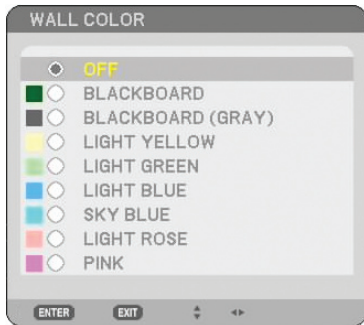 WALL COLOR
OFF
BLACKBOARD
BLACKBOARD (GRAY)
LIGHT YELLOW
LIGHT GREEN
LIGHT BLUE
SKY BLUE
LIGHT ROSE
PINK
ENTER EXIT